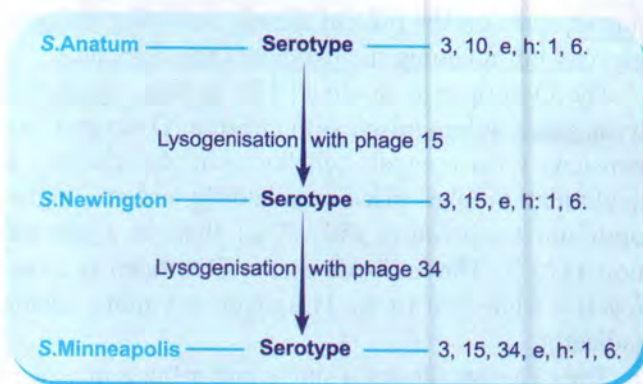 S.Anatum Serotype 3, 10, e, h: 1, 6.
Lysogenisation with phage 15
S.Newington Serotype 3, 15, e, h: 1, 6.
Lysogenisation with phage 34
S.Minneapolis Serotype 3, 15, 34, e, h: 1, 6.